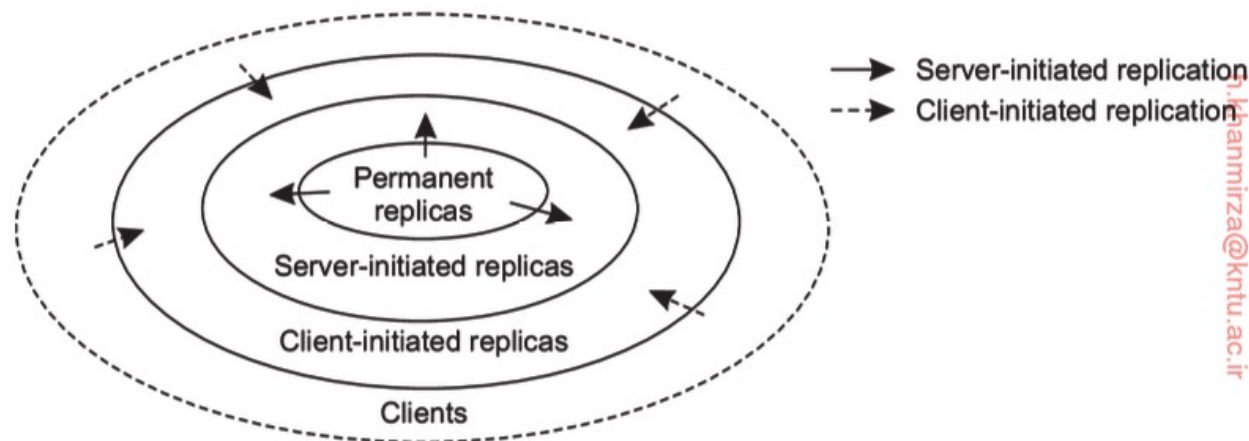 Server-initiated replication
Client-initiated replication
Permanent
replicas
Server-initiated replicas
Client-initiated replicas
Clients
h.khanmirza@kntu.ac.ir